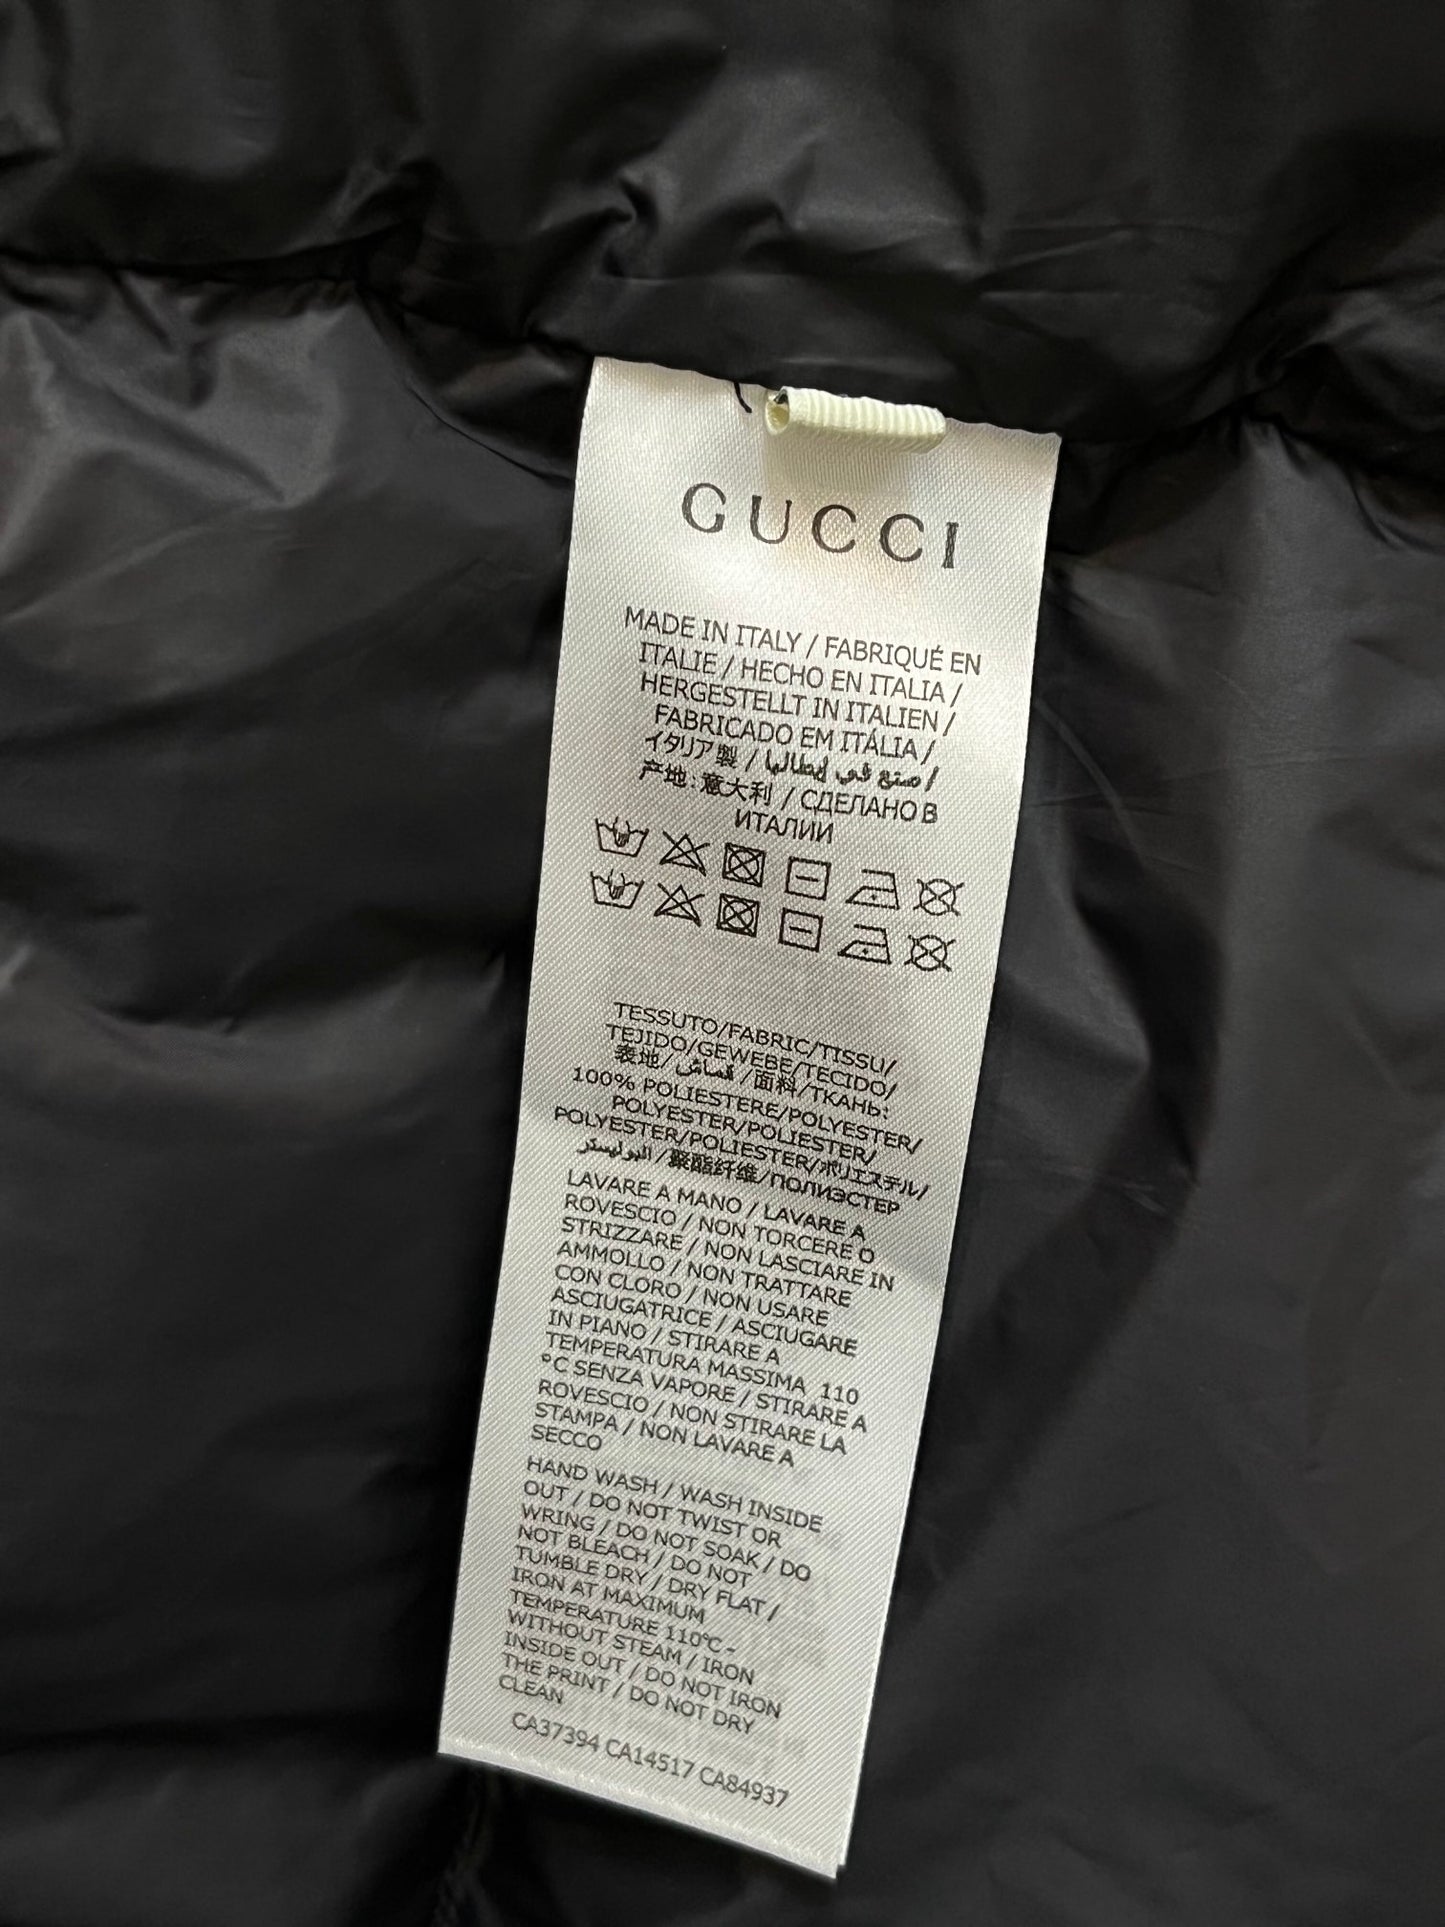 GUCCI
MADE IN ITALY / FABRIQUÉ EN
ITALIE / HECHO EN ITALIA /
HERGESTELLT IN ITALIEN /
FABRICADO EM ITÁLIA /
イタリア製 / صنع في إيطاليا /
产地: 意大利 / СДЕЛАНО В
ИТАЛИИ
TESSUTO/FABRIC/TISSU/
TEJIDO/GEWEBE/TECIDO/
表地/قماش/面料/ТКАНЬ:
100% POLIESTERE/POLYESTER/
POLYESTER/POLIESTER/
POLYESTER/POLIESTER/ポリエステル/
البوليستر/聚酯纤维/ПОЛИЭСТЕР
LAVARE A MANO / LAVARE A
ROVESCIO / NON TORCERE O
STRIZZARE / NON LASCIARE IN
AMMOLLO / NON TRATTARE
CON CLORO / NON USARE
ASCIUGATRICE / ASCIUGARE
IN PIANO / STIRARE A
TEMPERATURA MASSIMA 110
°C SENZA VAPORE / STIRARE A
ROVESCIO / NON STIRARE LA
STAMPA / NON LAVARE A
SECCO
HAND WASH / WASH INSIDE
OUT / DO NOT TWIST OR
WRING / DO NOT SOAK / DO
NOT BLEACH / DO NOT
TUMBLE DRY / DRY FLAT /
IRON AT MAXIMUM
TEMPERATURE 110°C -
WITHOUT STEAM / IRON
INSIDE OUT / DO NOT IRON
THE PRINT / DO NOT DRY
CLEAN
CA37394 CA14517 CA84937